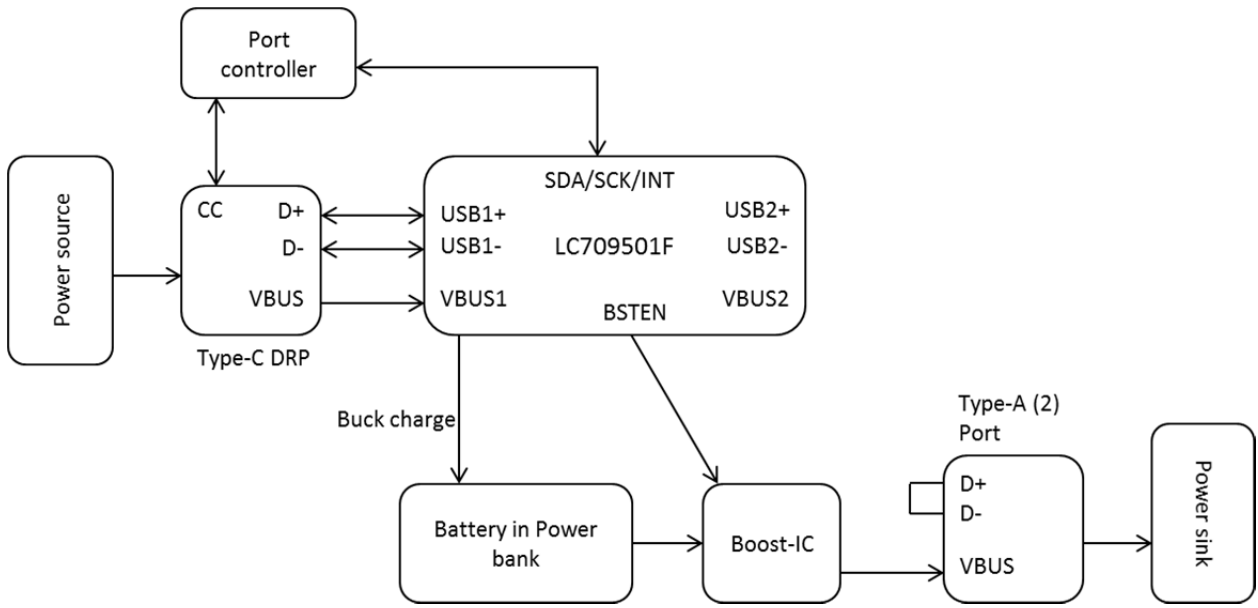 Port
controller
Power source
CC
D+
D-
VBUS
Type-C DRP
SDA/SCK/INT
USB1+
USB2+
USB1-
LC709501F
USB2-
VBUS1
VBUS2
BSTEN
Buck charge
Battery in Power
bank
Boost-IC
Type-A (2)
Port
D+
D-
VBUS
Power sink